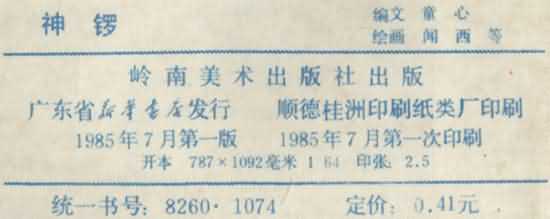 神 锣
编文 童 心
绘画 闻 西 等
岭南美术出版社出版
广东省新华书店发行 顺德桂洲印刷纸类厂印刷
1985年7月第一版 1985年7月第一次印刷
开本 787×1092毫米 1 64 印张: 2.5
统一书号: 8260·1074 定价: 0.41元